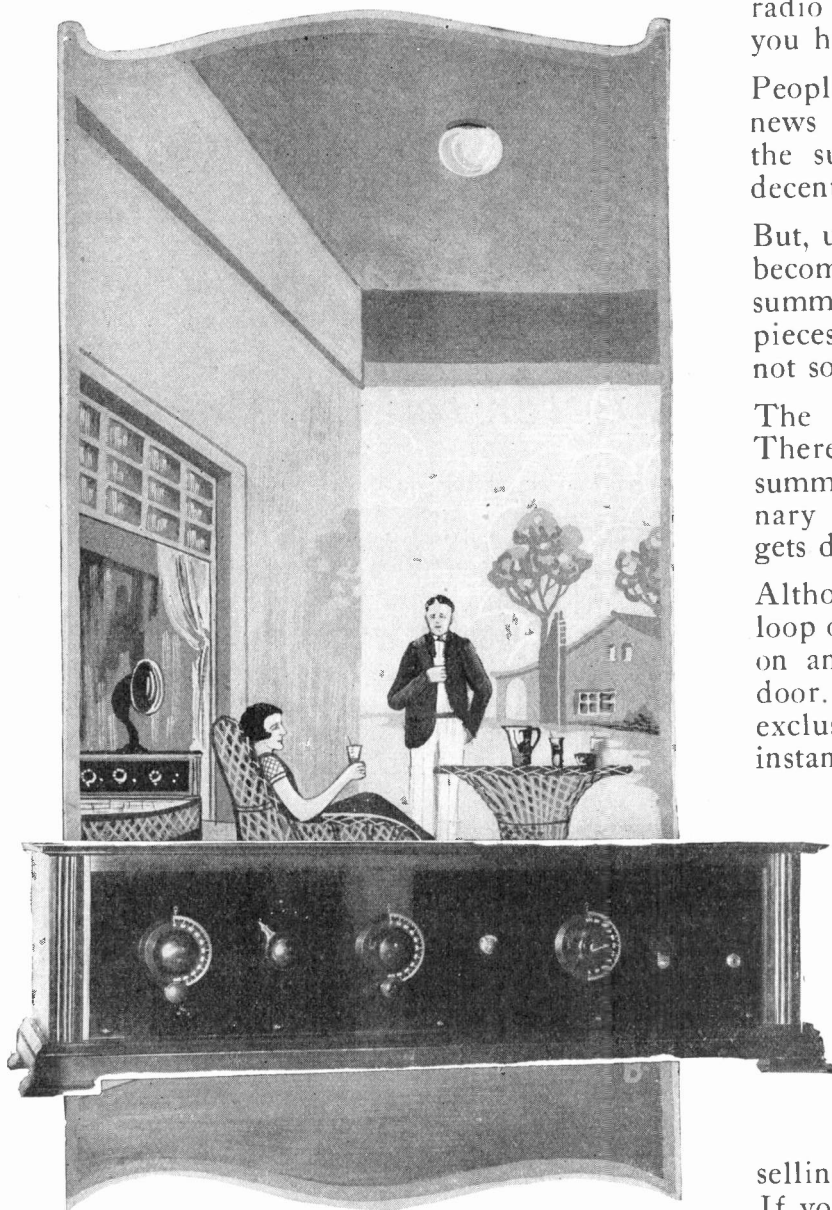 radio
you h
Peopl
news
the su
decent
But, u
becom
summ
pieces
not so
The
There
summ
nary
gets d
Altho
loop o
on an
door.
exclus
instan
sellin
If yo